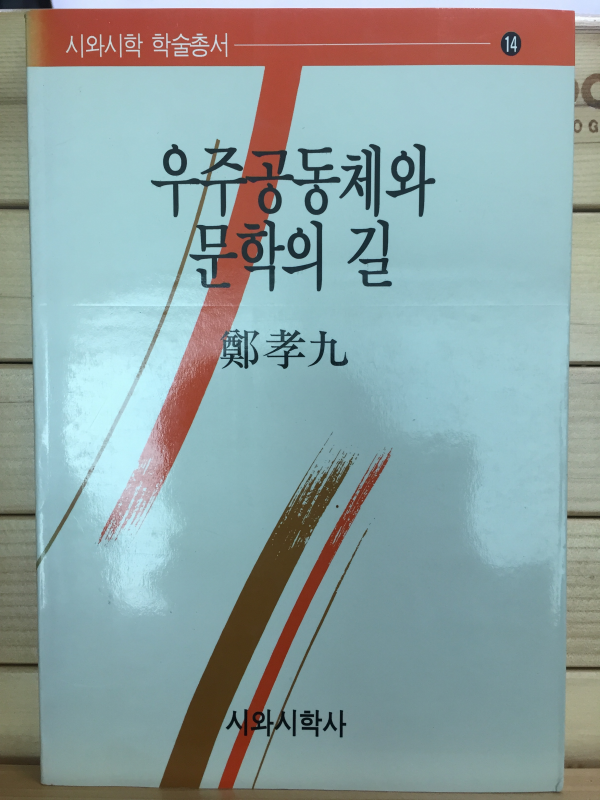 시와시학 학술총서 14
우주공동체와
문학의 길
鄭孝九
시와시학사